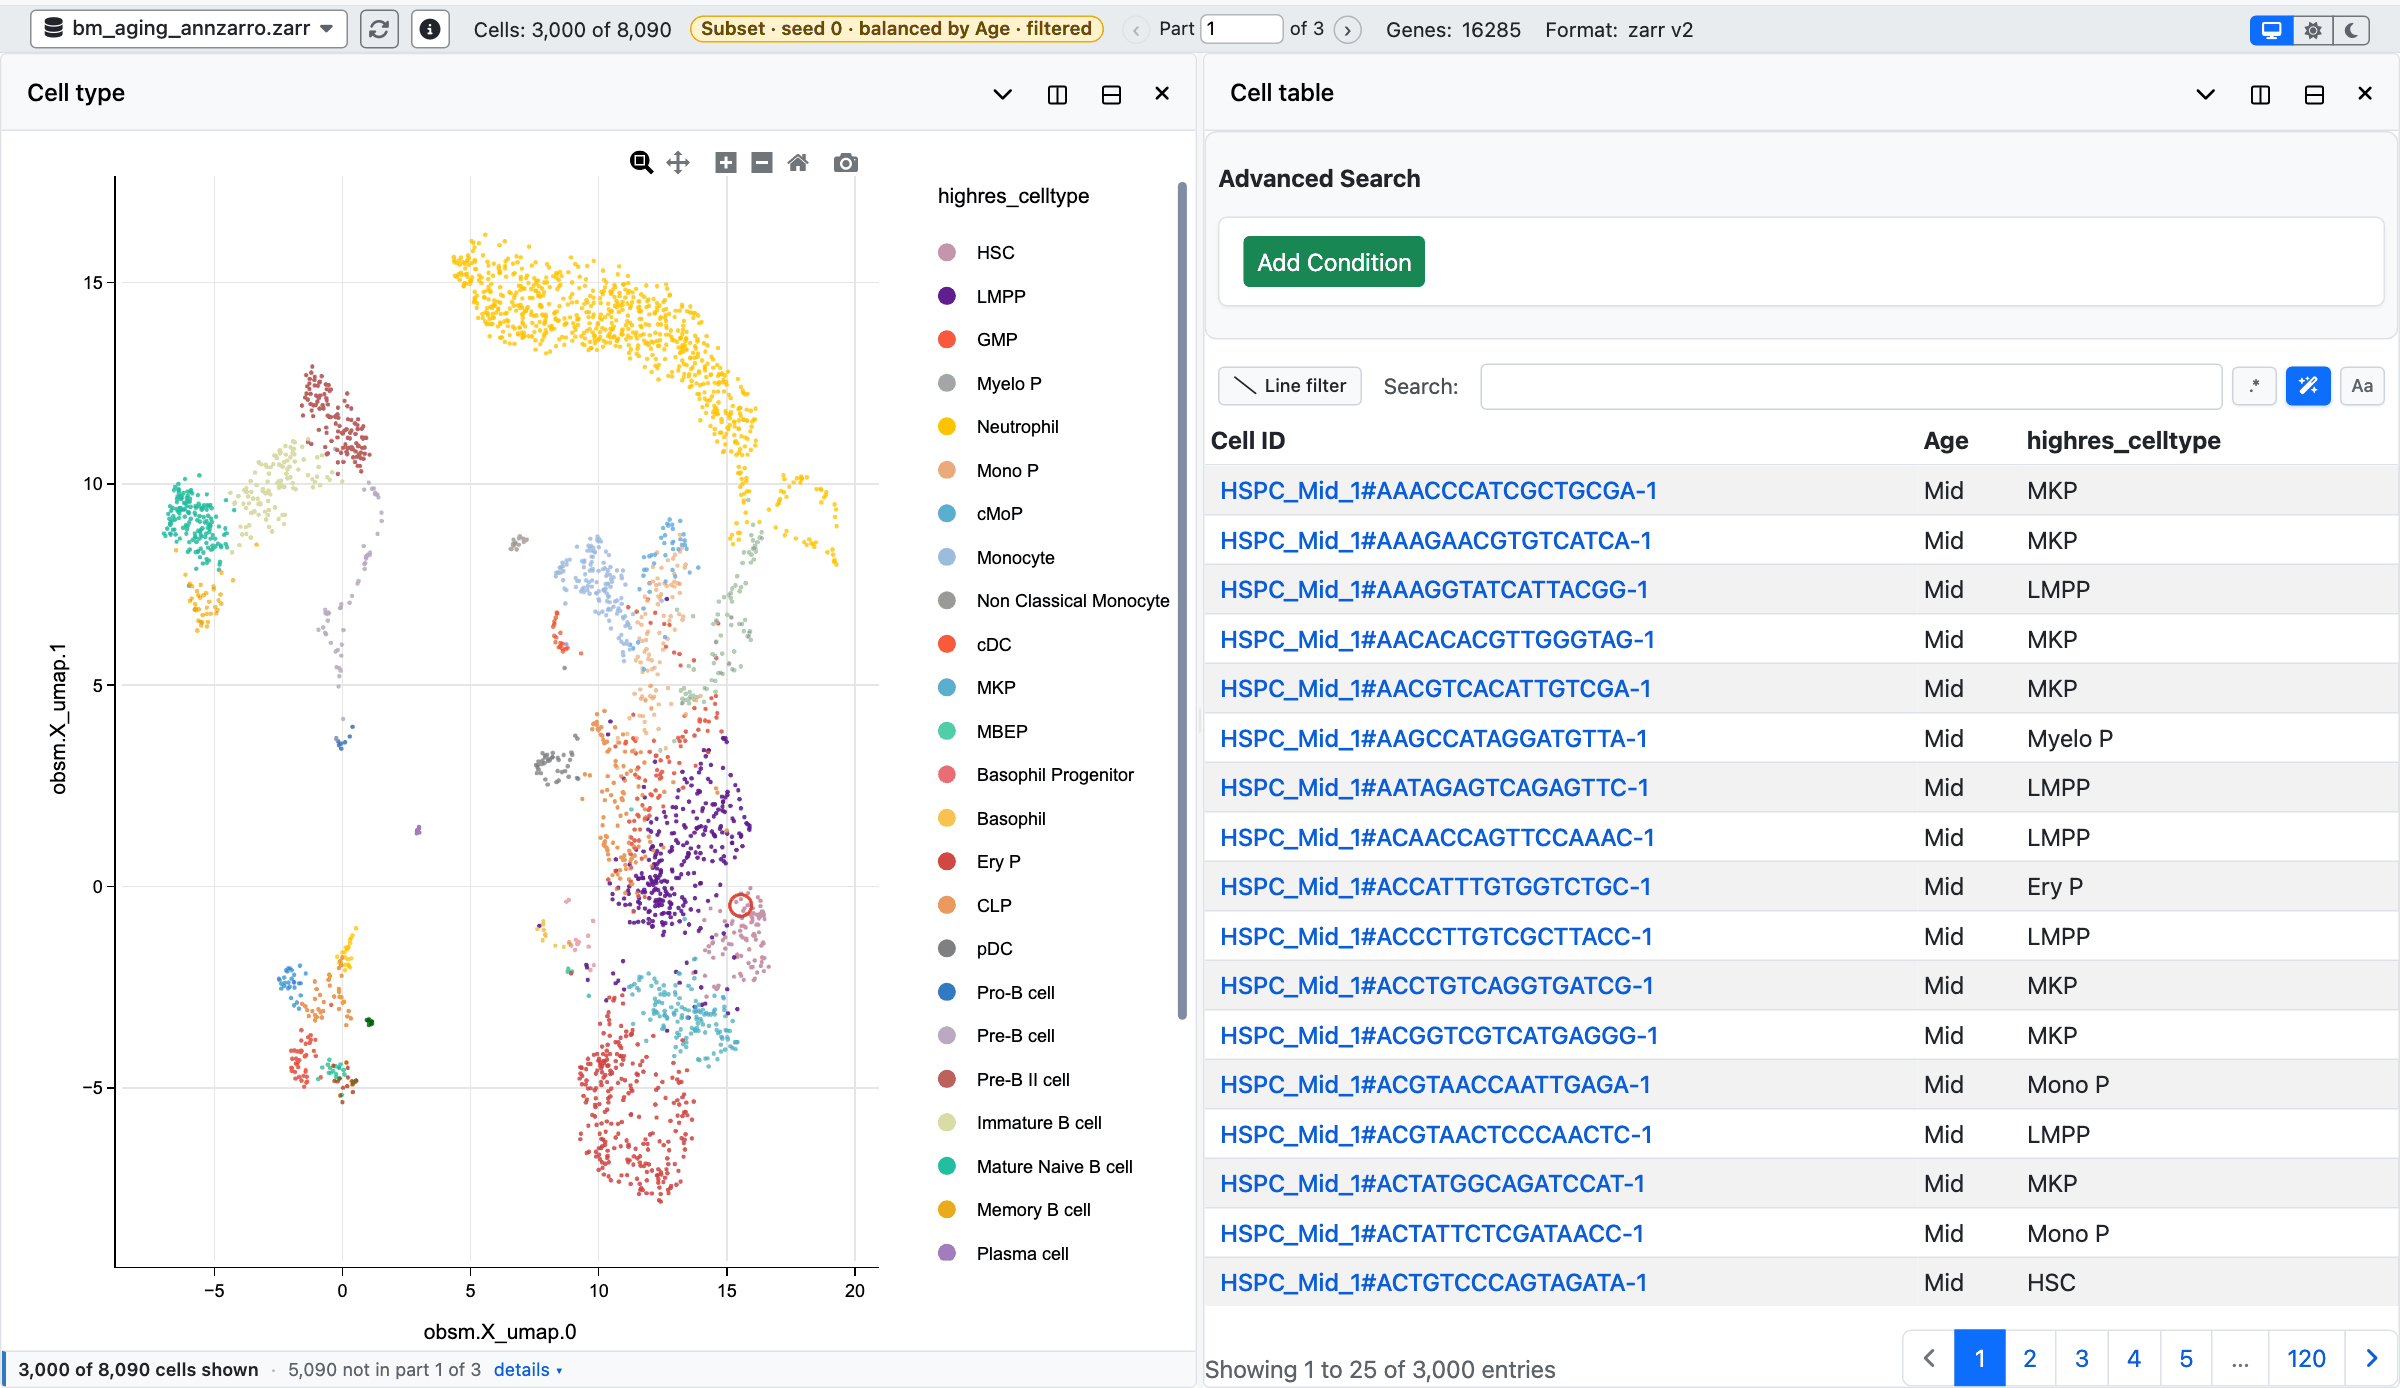 bm_aging_annzarro.zarr
Cells: 3,000 of 8,090
Subset · seed 0 · balanced by Age · filtered
Part 1 of 3
Genes: 16285
Format: zarr v2
Cell type
highres_celltype
HSC
LMPP
GMP
Myelo P
Neutrophil
Mono P
cMoP
Monocyte
Non Classical Monocyte
cDC
MKP
MBEP
Basophil Progenitor
Basophil
Ery P
CLP
pDC
Pro-B cell
Pre-B cell
Pre-B II cell
Immature B cell
Mature Naive B cell
Memory B cell
Plasma cell
15
10
5
0
−5
obsm.X_umap.1
−5 0 5 10 15 20
obsm.X_umap.0
3,000 of 8,090 cells shown · 5,090 not in part 1 of 3 details
Cell table
Advanced Search
Add Condition
Line filter Search: .* Aa
Cell ID Age highres_celltype
HSPC_Mid_1#AAACCCATCGCTGCGA-1 Mid MKP
HSPC_Mid_1#AAAGAACGTGTCATCA-1 Mid MKP
HSPC_Mid_1#AAAGGTATCATTACGG-1 Mid LMPP
HSPC_Mid_1#AACACACGTTGGGTAG-1 Mid MKP
HSPC_Mid_1#AACGTCACATTGTCGA-1 Mid MKP
HSPC_Mid_1#AAGCCATAGGATGTTA-1 Mid Myelo P
HSPC_Mid_1#AATAGAGTCAGAGTTC-1 Mid LMPP
HSPC_Mid_1#ACAACCAGTTCCAAAC-1 Mid LMPP
HSPC_Mid_1#ACCATTTGTGGTCTGC-1 Mid Ery P
HSPC_Mid_1#ACCCTTGTCGCTTACC-1 Mid LMPP
HSPC_Mid_1#ACCTGTCAGGTGATCG-1 Mid MKP
HSPC_Mid_1#ACGGTCGTCATGAGGG-1 Mid MKP
HSPC_Mid_1#ACGTAACCAATTGAGA-1 Mid Mono P
HSPC_Mid_1#ACGTAACTCCCAACTC-1 Mid LMPP
HSPC_Mid_1#ACTATGGCAGATCCAT-1 Mid MKP
HSPC_Mid_1#ACTATTCTCGATAACC-1 Mid Mono P
HSPC_Mid_1#ACTGTCCCAGTAGATA-1 Mid HSC
Showing 1 to 25 of 3,000 entries
1 2 3 4 5 ... 120